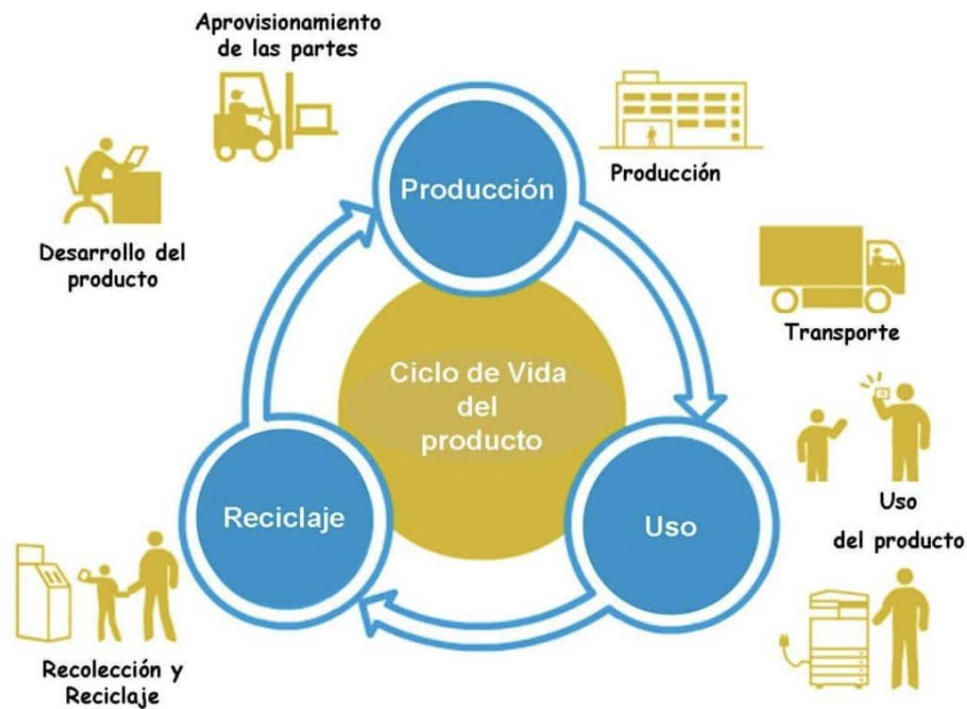 Aprovisionamiento
de las partes
Producción
Producción
Desarrollo del
producto
Transporte
Ciclo de Vida
del
producto
Reciclaje
Uso
Uso
del producto
Recolección y
Reciclaje